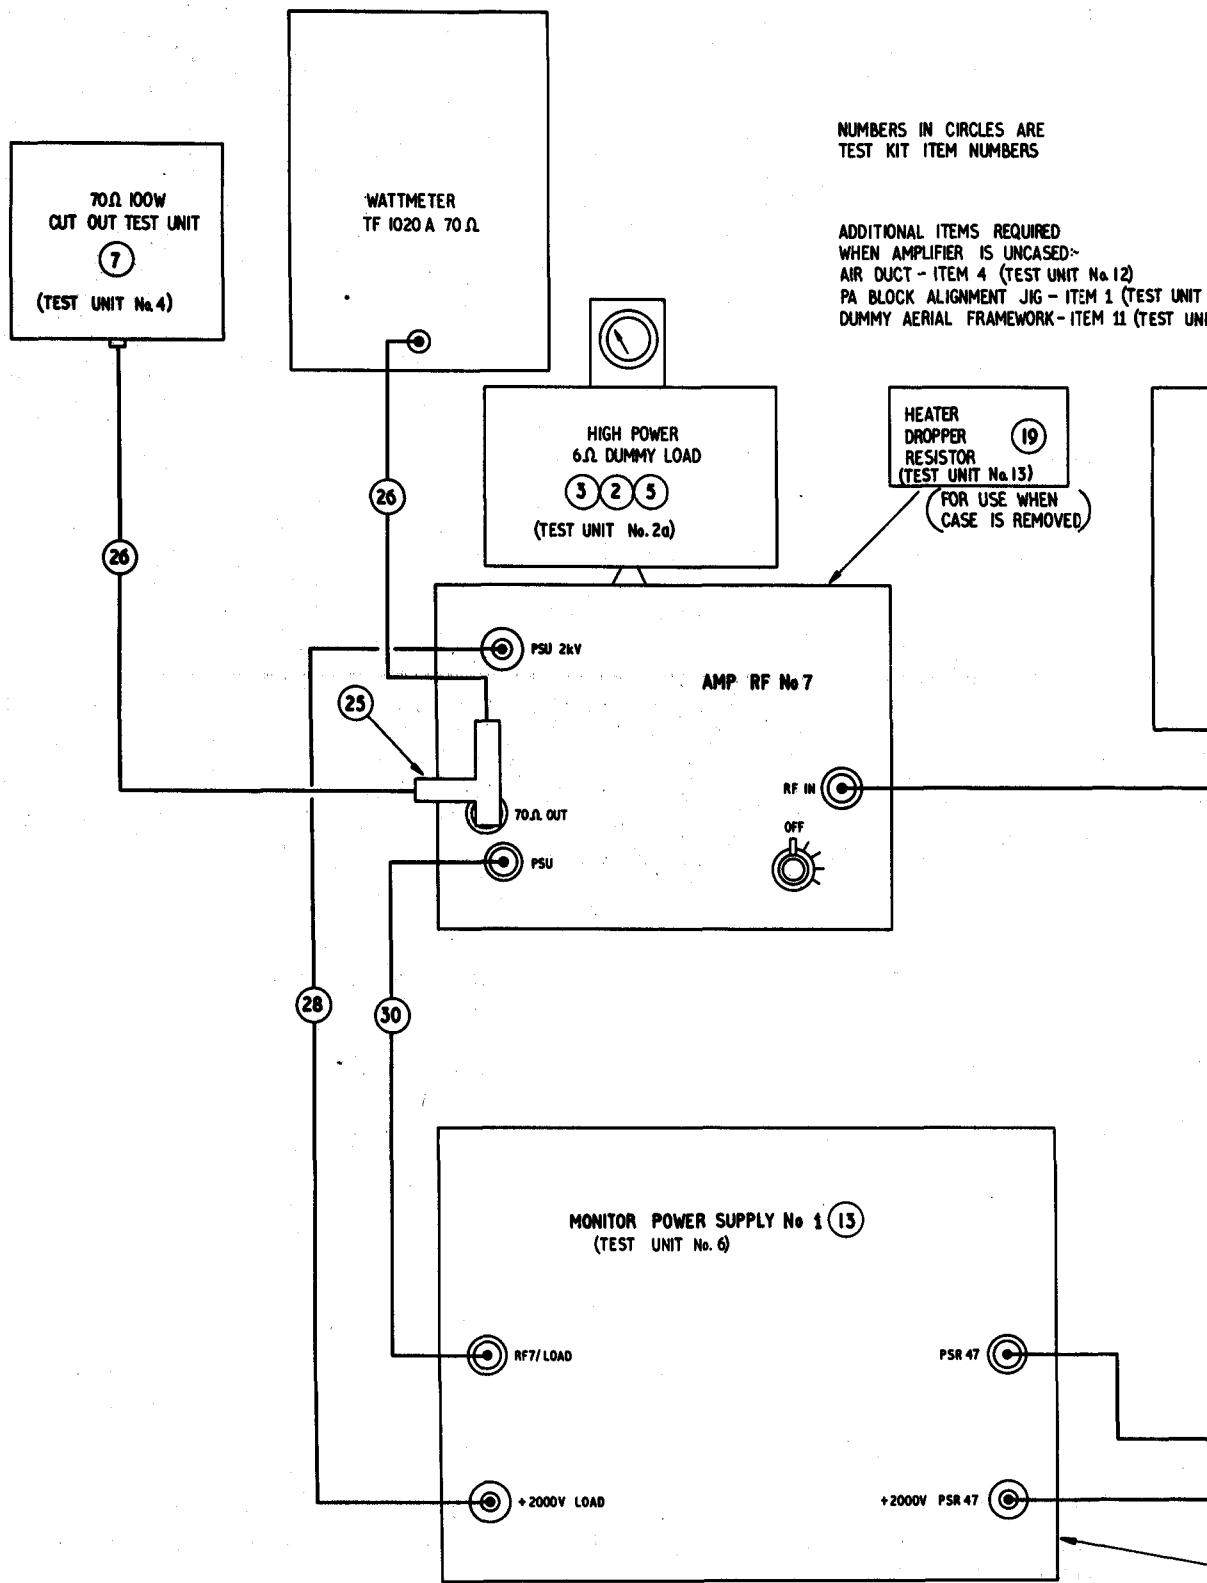 NUMBERS IN CIRCLES ARE
TEST KIT ITEM NUMBERS
70Ω 100W
CUT OUT TEST UNIT
7
(TEST UNIT No. 4)
WATTMETER
TF 1020 A 70 Ω
ADDITIONAL ITEMS REQUIRED
WHEN AMPLIFIER IS UNCASED:~
AIR DUCT - ITEM 4 (TEST UNIT No. 12)
PA BLOCK ALIGNMENT JIG - ITEM 1 (TEST UNIT
DUMMY AERIAL FRAMEWORK - ITEM 11 (TEST UNI
HIGH POWER
6Ω DUMMY LOAD
3 2 5
(TEST UNIT No. 2a)
HEATER
DROPPER
RESISTOR
19
(TEST UNIT No. 13)
(FOR USE WHEN
CASE IS REMOVED)
26
26
PSU 2kV
AMP RF No 7
25
RF IN
70Ω OUT
OFF
PSU
28
30
MONITOR POWER SUPPLY No 1 13
(TEST UNIT No. 6)
RF7/LOAD
PSR 47
+2000V LOAD
+2000V PSR 47